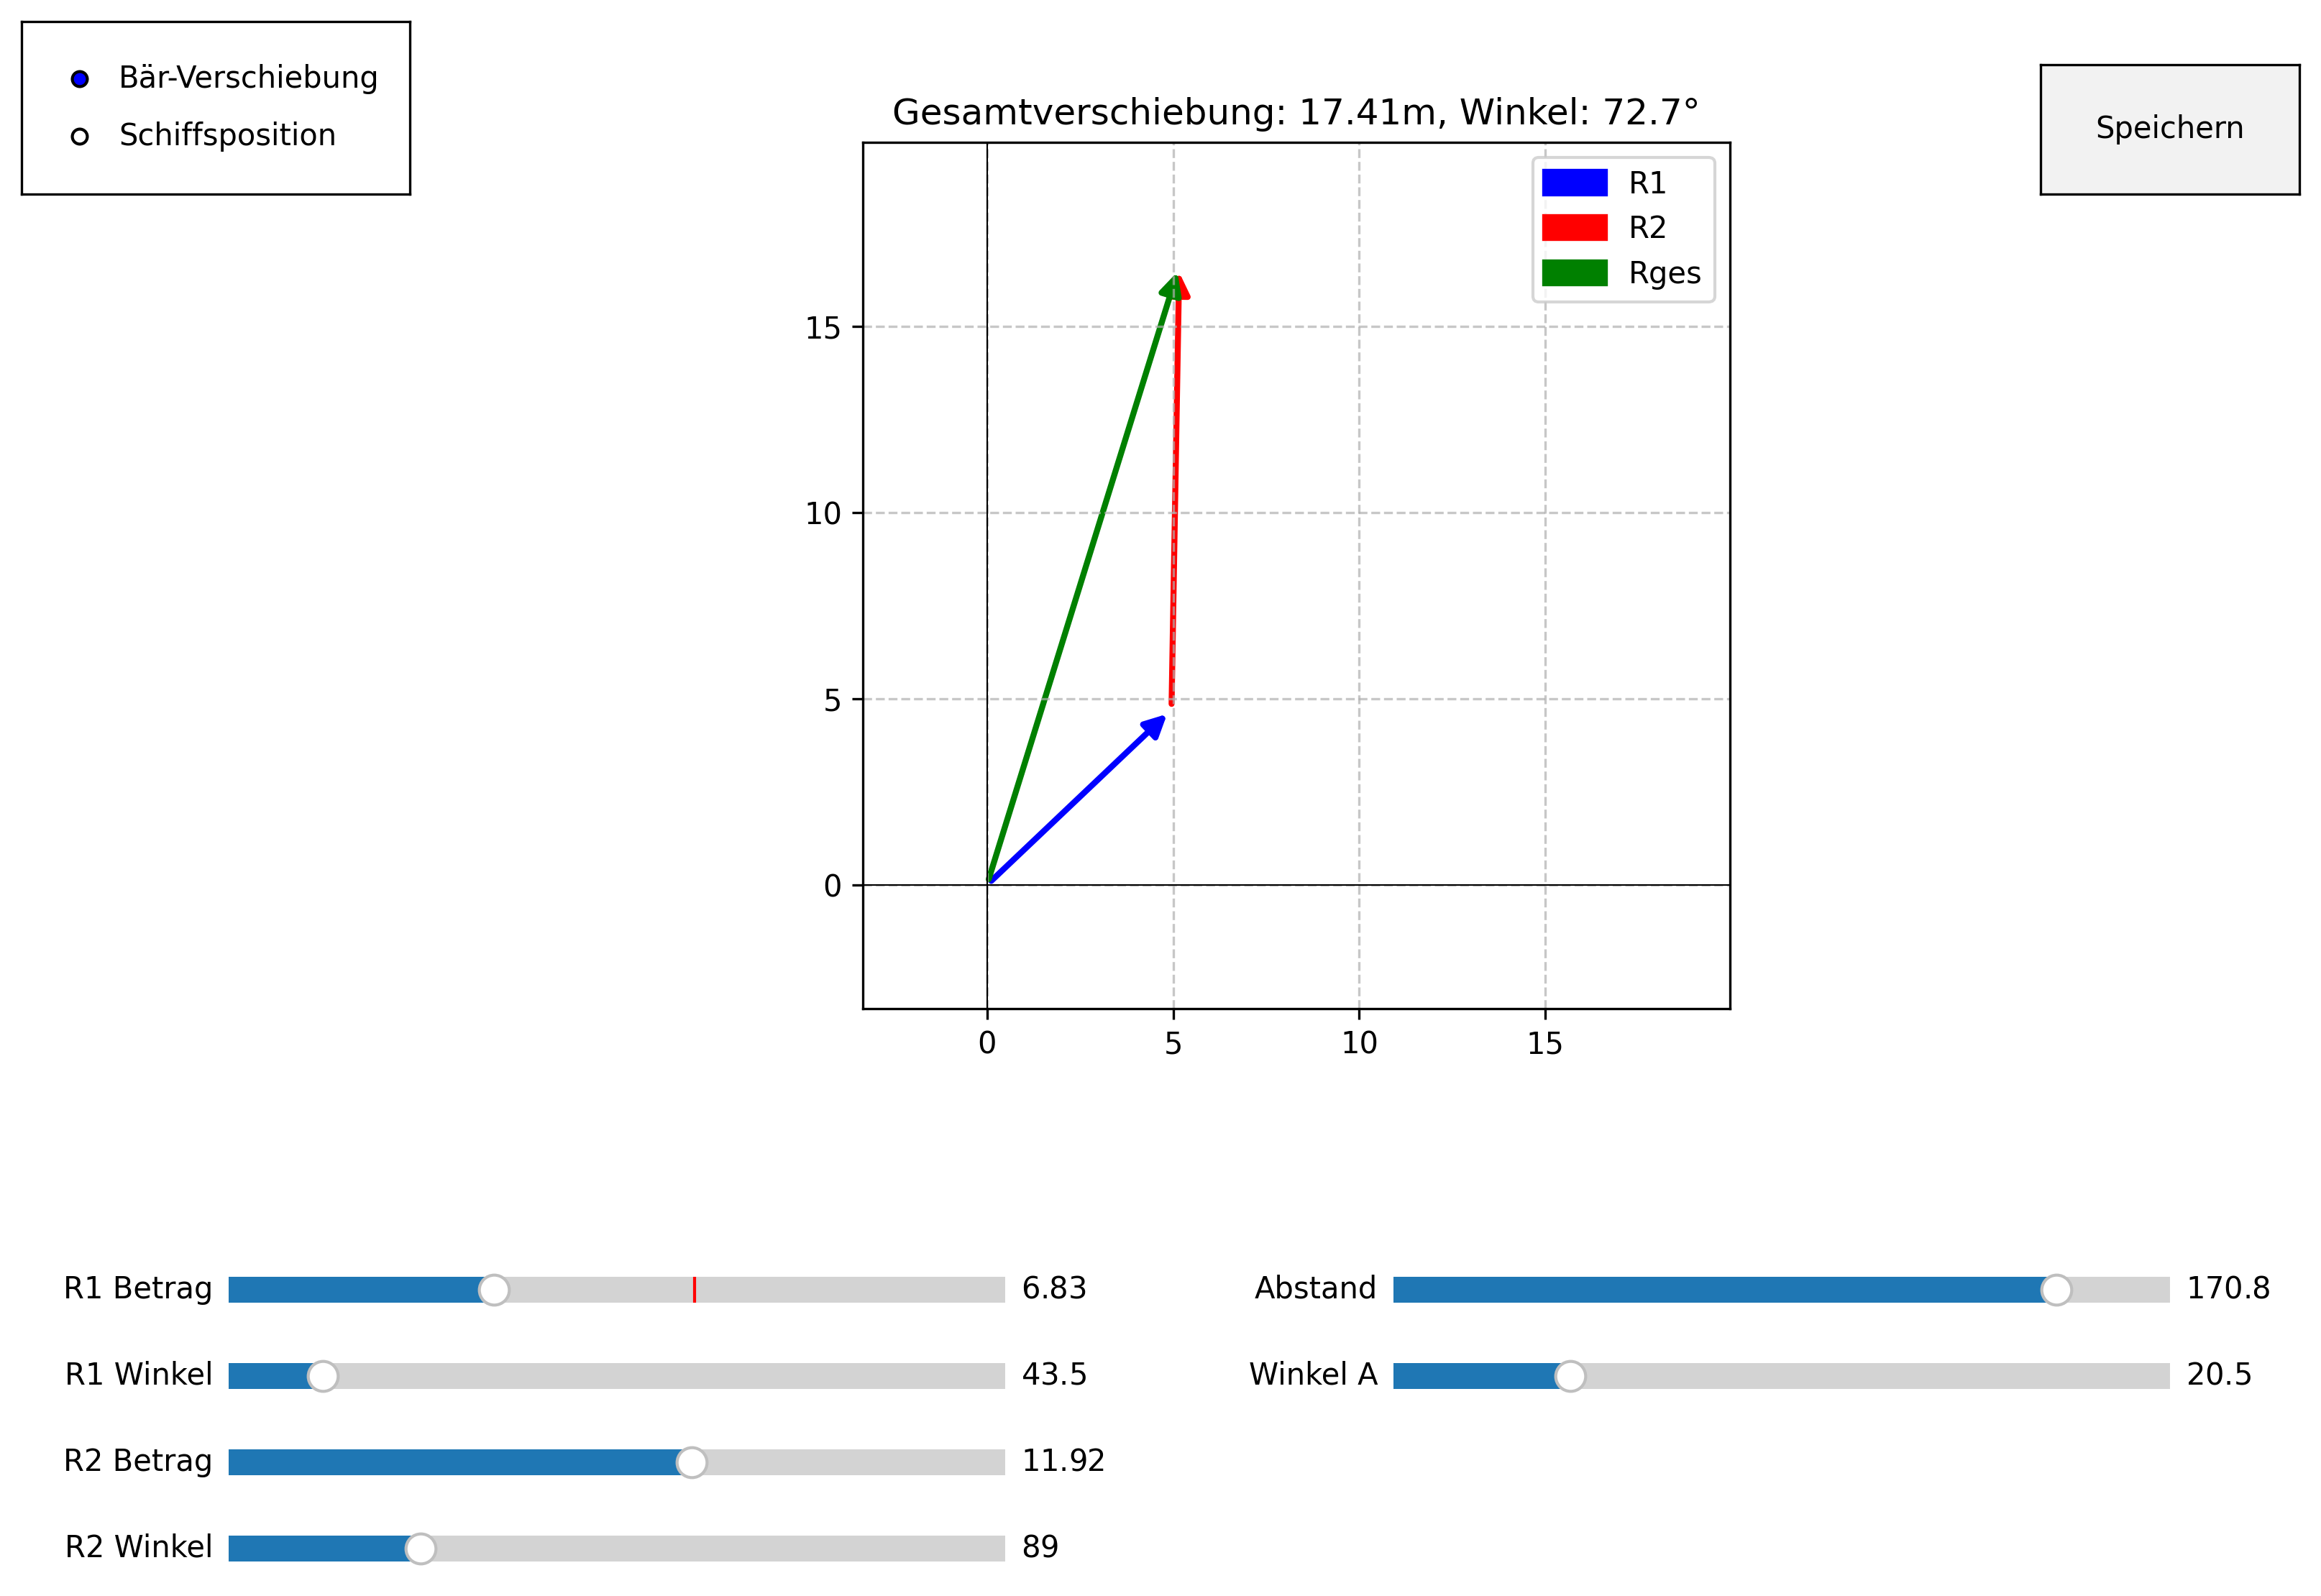 Bär-Verschiebung
Schiffsposition
Gesamtverschiebung: 17.41m, Winkel: 72.7°
Speichern
R1
R2
Rges
15
10
5
0
0 5 10 15
R1 Betrag 6.83
R1 Winkel 43.5
R2 Betrag 11.92
R2 Winkel 89
Abstand 170.8
Winkel A 20.5